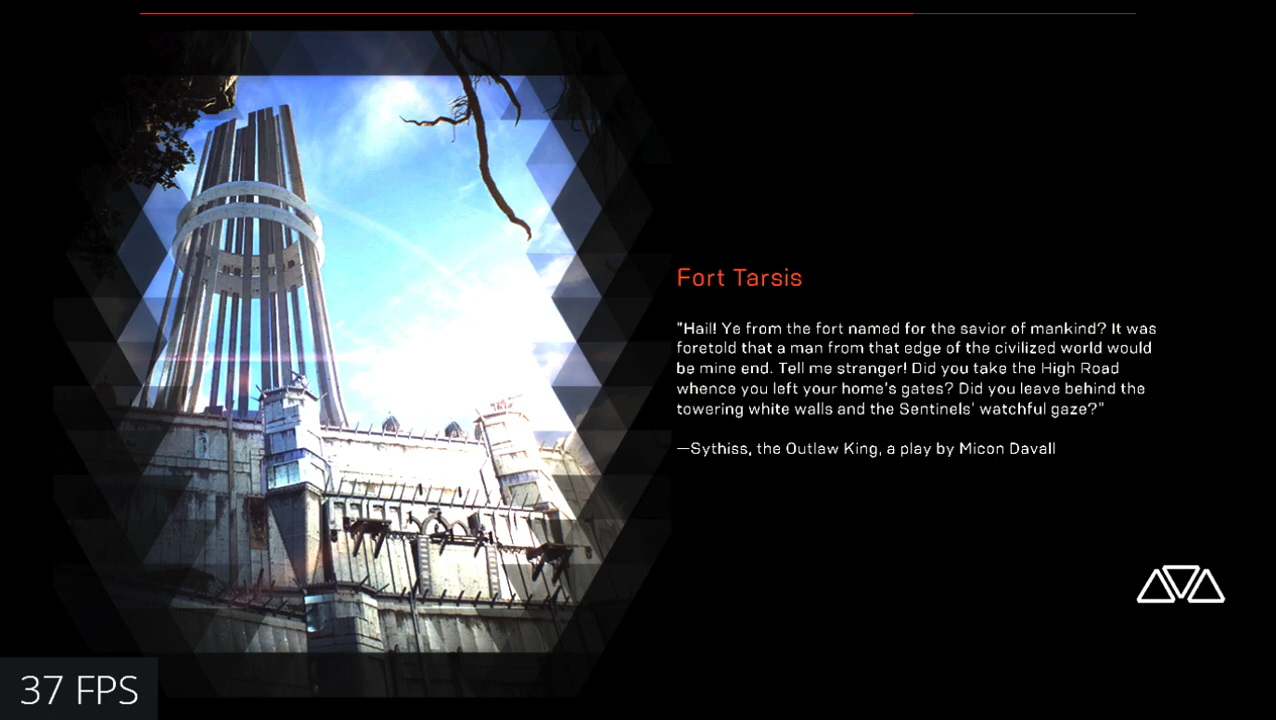 Fort Tarsis
"Hail! Ye from the fort named for the savior of mankind? It was
foretold that a man from that edge of the civilized world would
be mine end. Tell me stranger! Did you take the High Road
whence you left your home's gates? Did you leave behind the
towering white walls and the Sentinels' watchful gaze?"
—Sythiss, the Outlaw King, a play by Micon Davall
37 FPS